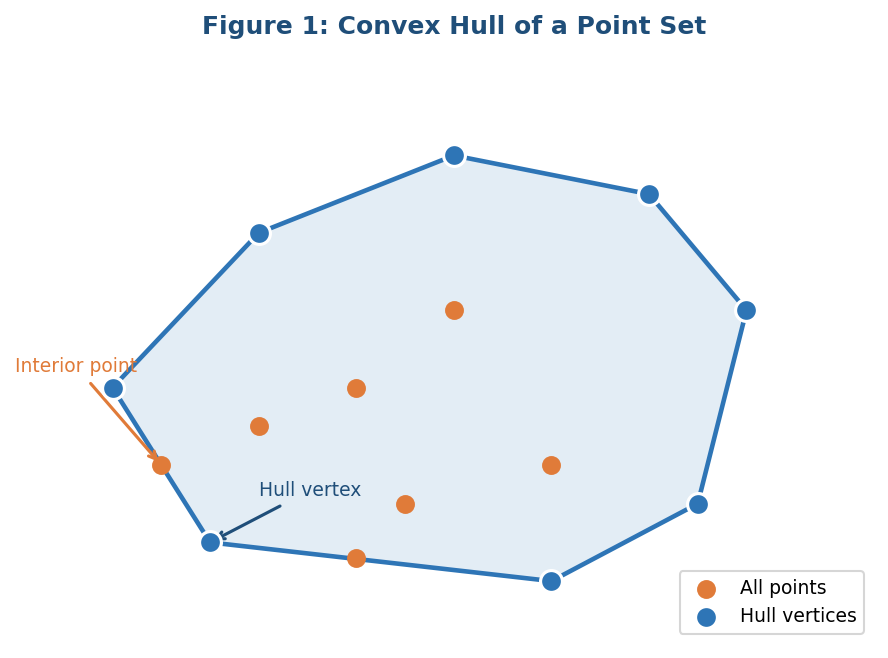 Figure 1: Convex Hull of a Point Set
Interior point
Hull vertex
All points
Hull vertices